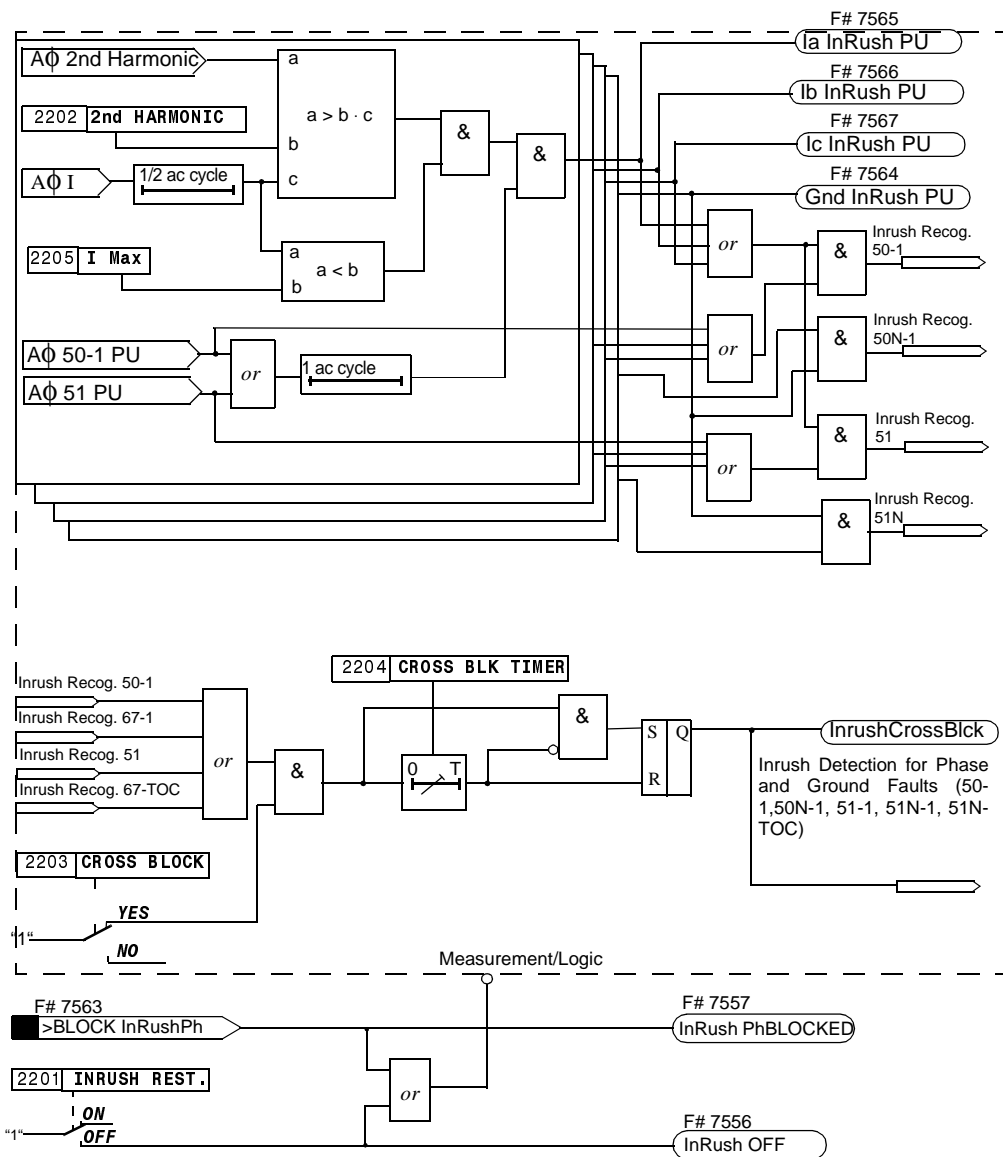 F# 7565
Ia InRush PU
F# 7566
Ib InRush PU
F# 7567
Ic InRush PU
F# 7564
Gnd InRush PU
AΦ 2nd Harmonic
a
2202 2nd HARMONIC
a > b · c
b
AΦ I
1/2 ac cycle
c
&
&
2205 I Max
a
a < b
b
or
&
Inrush Recog.
50-1
AΦ 50-1 PU
AΦ 51 PU
or
1 ac cycle
or
&
Inrush Recog.
50N-1
or
&
Inrush Recog.
51
&
Inrush Recog.
51N
2204 CROSS BLK TIMER
Inrush Recog. 50-1
Inrush Recog. 67-1
Inrush Recog. 51
Inrush Recog. 67-TOC
or
&
0 T
&
S Q
R
InrushCrossBlck
Inrush Detection for Phase
and Ground Faults (50-
1,50N-1, 51-1, 51N-1, 51N-
TOC)
2203 CROSS BLOCK
YES
"1"
NO
Measurement/Logic
F# 7563
>BLOCK InRushPh
F# 7557
InRush PhBLOCKED
2201 INRUSH REST.
or
ON
"1"
OFF
F# 7556
InRush OFF